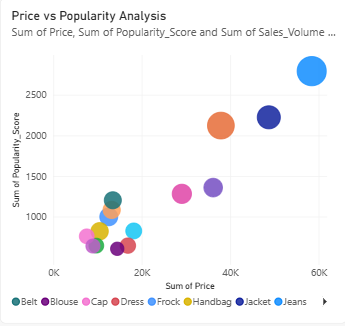 Price vs Popularity Analysis
Sum of Price, Sum of Popularity_Score and Sum of Sales_Volume ...
Sum of Popularity_Score
2500
2000
1500
1000
0K 20K 40K 60K
Sum of Price
Belt Blouse Cap Dress Frock Handbag Jacket Jeans